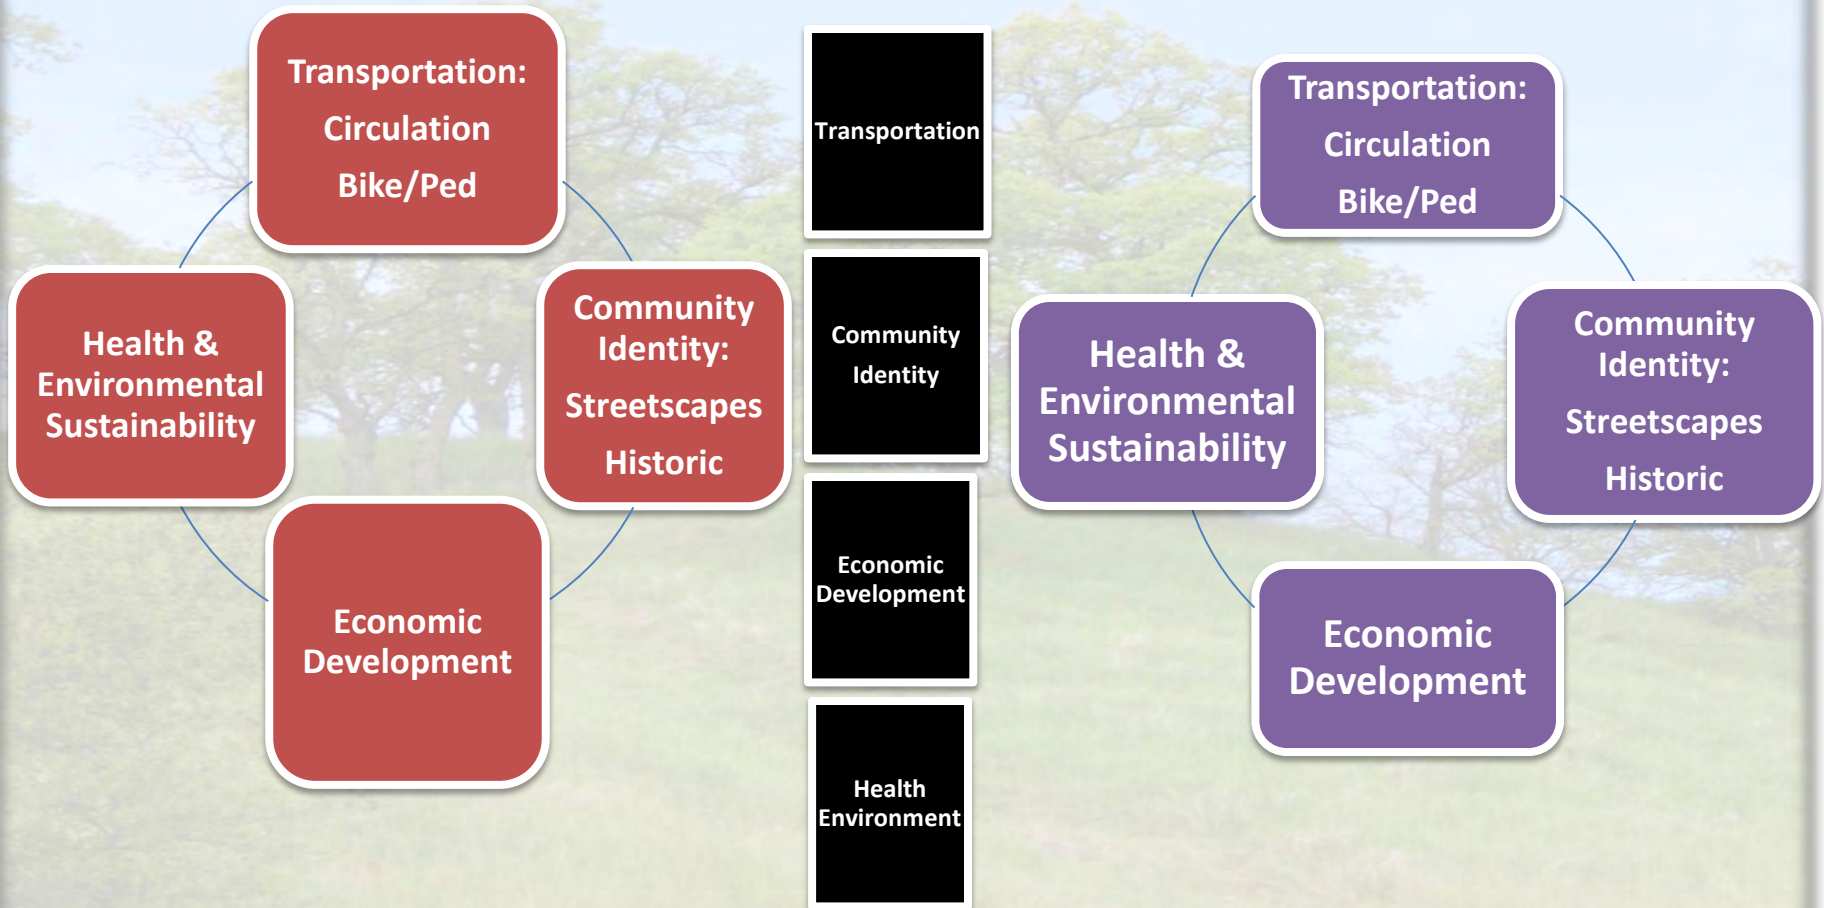 Transportation:
Circulation
Bike/Ped
Health &
Environmental
Sustainability
Community
Identity:
Streetscapes
Historic
Economic
Development
Transportation
Community
Identity
Economic
Development
Health
Environment
Transportation:
Circulation
Bike/Ped
Health &
Environmental
Sustainability
Community
Identity:
Streetscapes
Historic
Economic
Development